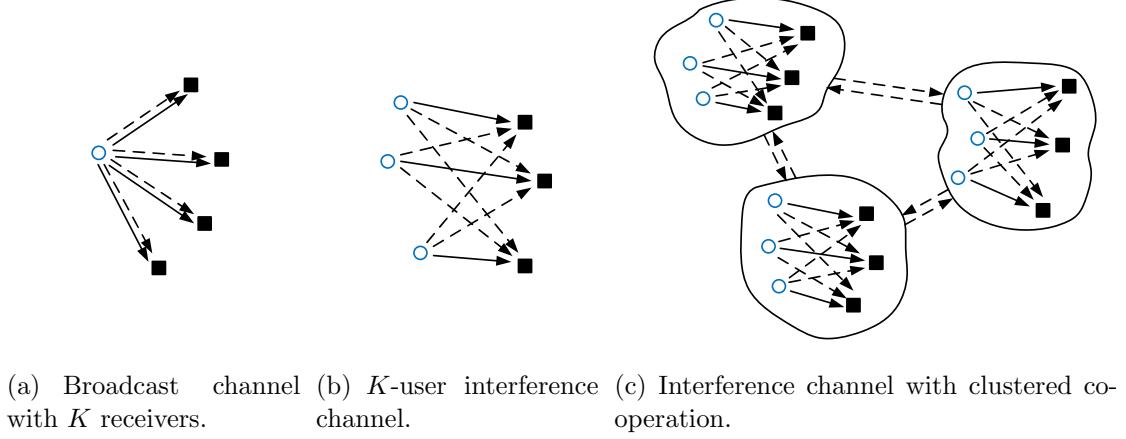 (a) Broadcast channel
with K receivers.
(b) K-user interference
channel.
(c) Interference channel with clustered co-
operation.